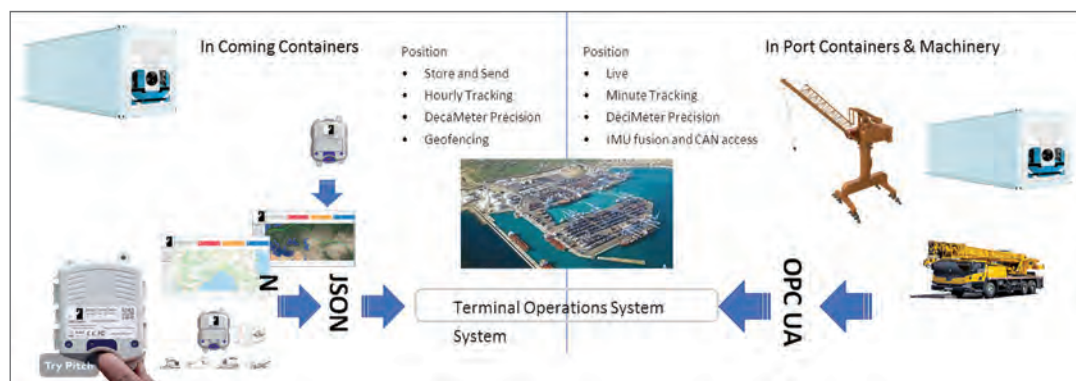 In Coming Containers
Position
• Store and Send
• Hourly Tracking
• DecaMeter Precision
• Geofencing
Position
• Live
• Minute Tracking
• DeciMeter Precision
• IMU fusion and CAN access
In Port Containers & Machinery
N
JSON
Terminal Operations System
System
OPC UA
Try Pitch